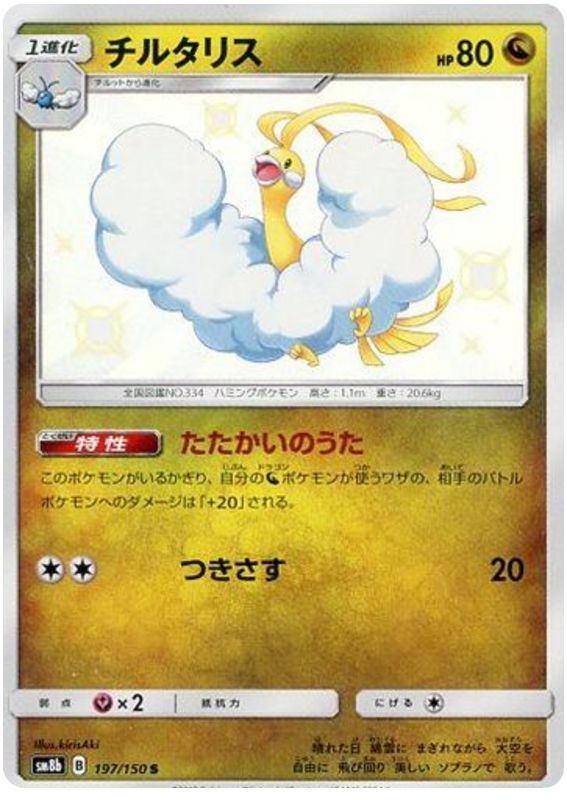 1進化
チルタリス
HP80
チルットから進化
全国図鑑NO.334 ハミングポケモン 高さ:1.1m 重さ:20.6kg
特性 たたかいのうた
このポケモンがいるかぎり、自分のポケモンが使うワザの、相手のバトル
ポケモンへのダメージは「+20」される。
つきさす 20
弱点 ×2 抵抗力 にげる
Illus.kirisAki
晴れた日 綿雲に まぎれながら 大空を
自由に 飛び回り 美しい ソプラノで 歌う。
sm8b B 197/150 S